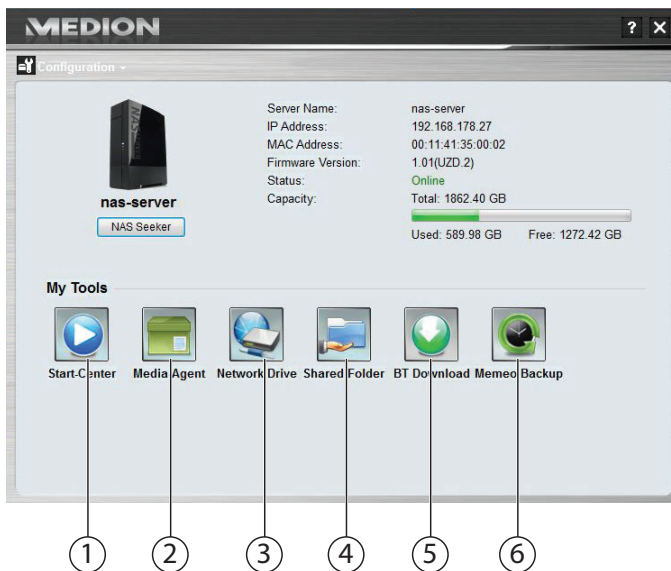 MEDION
? X
Configuration
Server Name: nas-server
IP Address: 192.168.178.27
MAC Address: 00:11:41:35:00:02
Firmware Version: 1.01(UZD.2)
Status: Online
Capacity: Total: 1862.40 GB
Used: 589.98 GB Free: 1272.42 GB
nas-server
NAS Seeker
My Tools
Start-Center Media Agent Network Drive Shared Folder BT Download Memeo Backup
1 2 3 4 5 6